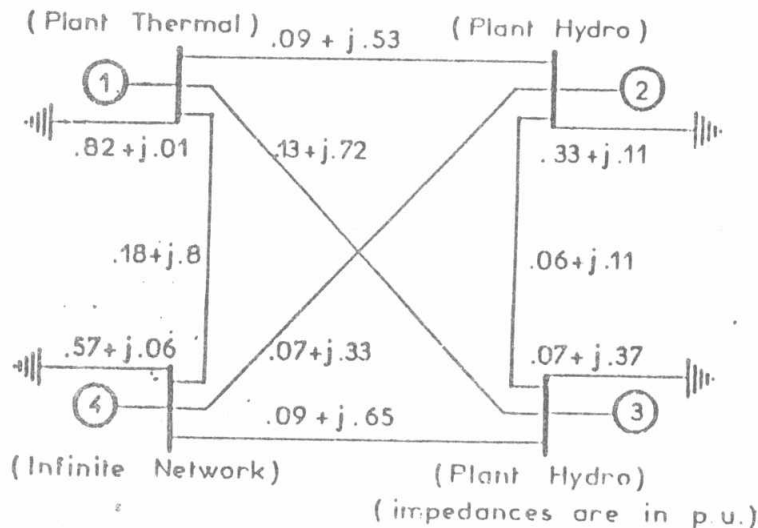 (Plant Thermal)
.09 + j.53
(Plant Hydro)
1
2
.82+j.01
.13+j.72
.33+j.11
.18+j.8
.06+j.11
.57+j.06
.07+j.33
.07+j.37
4
3
.09 + j.65
(Infinite Network)
(Plant Hydro)
(impedances are in p.u.)